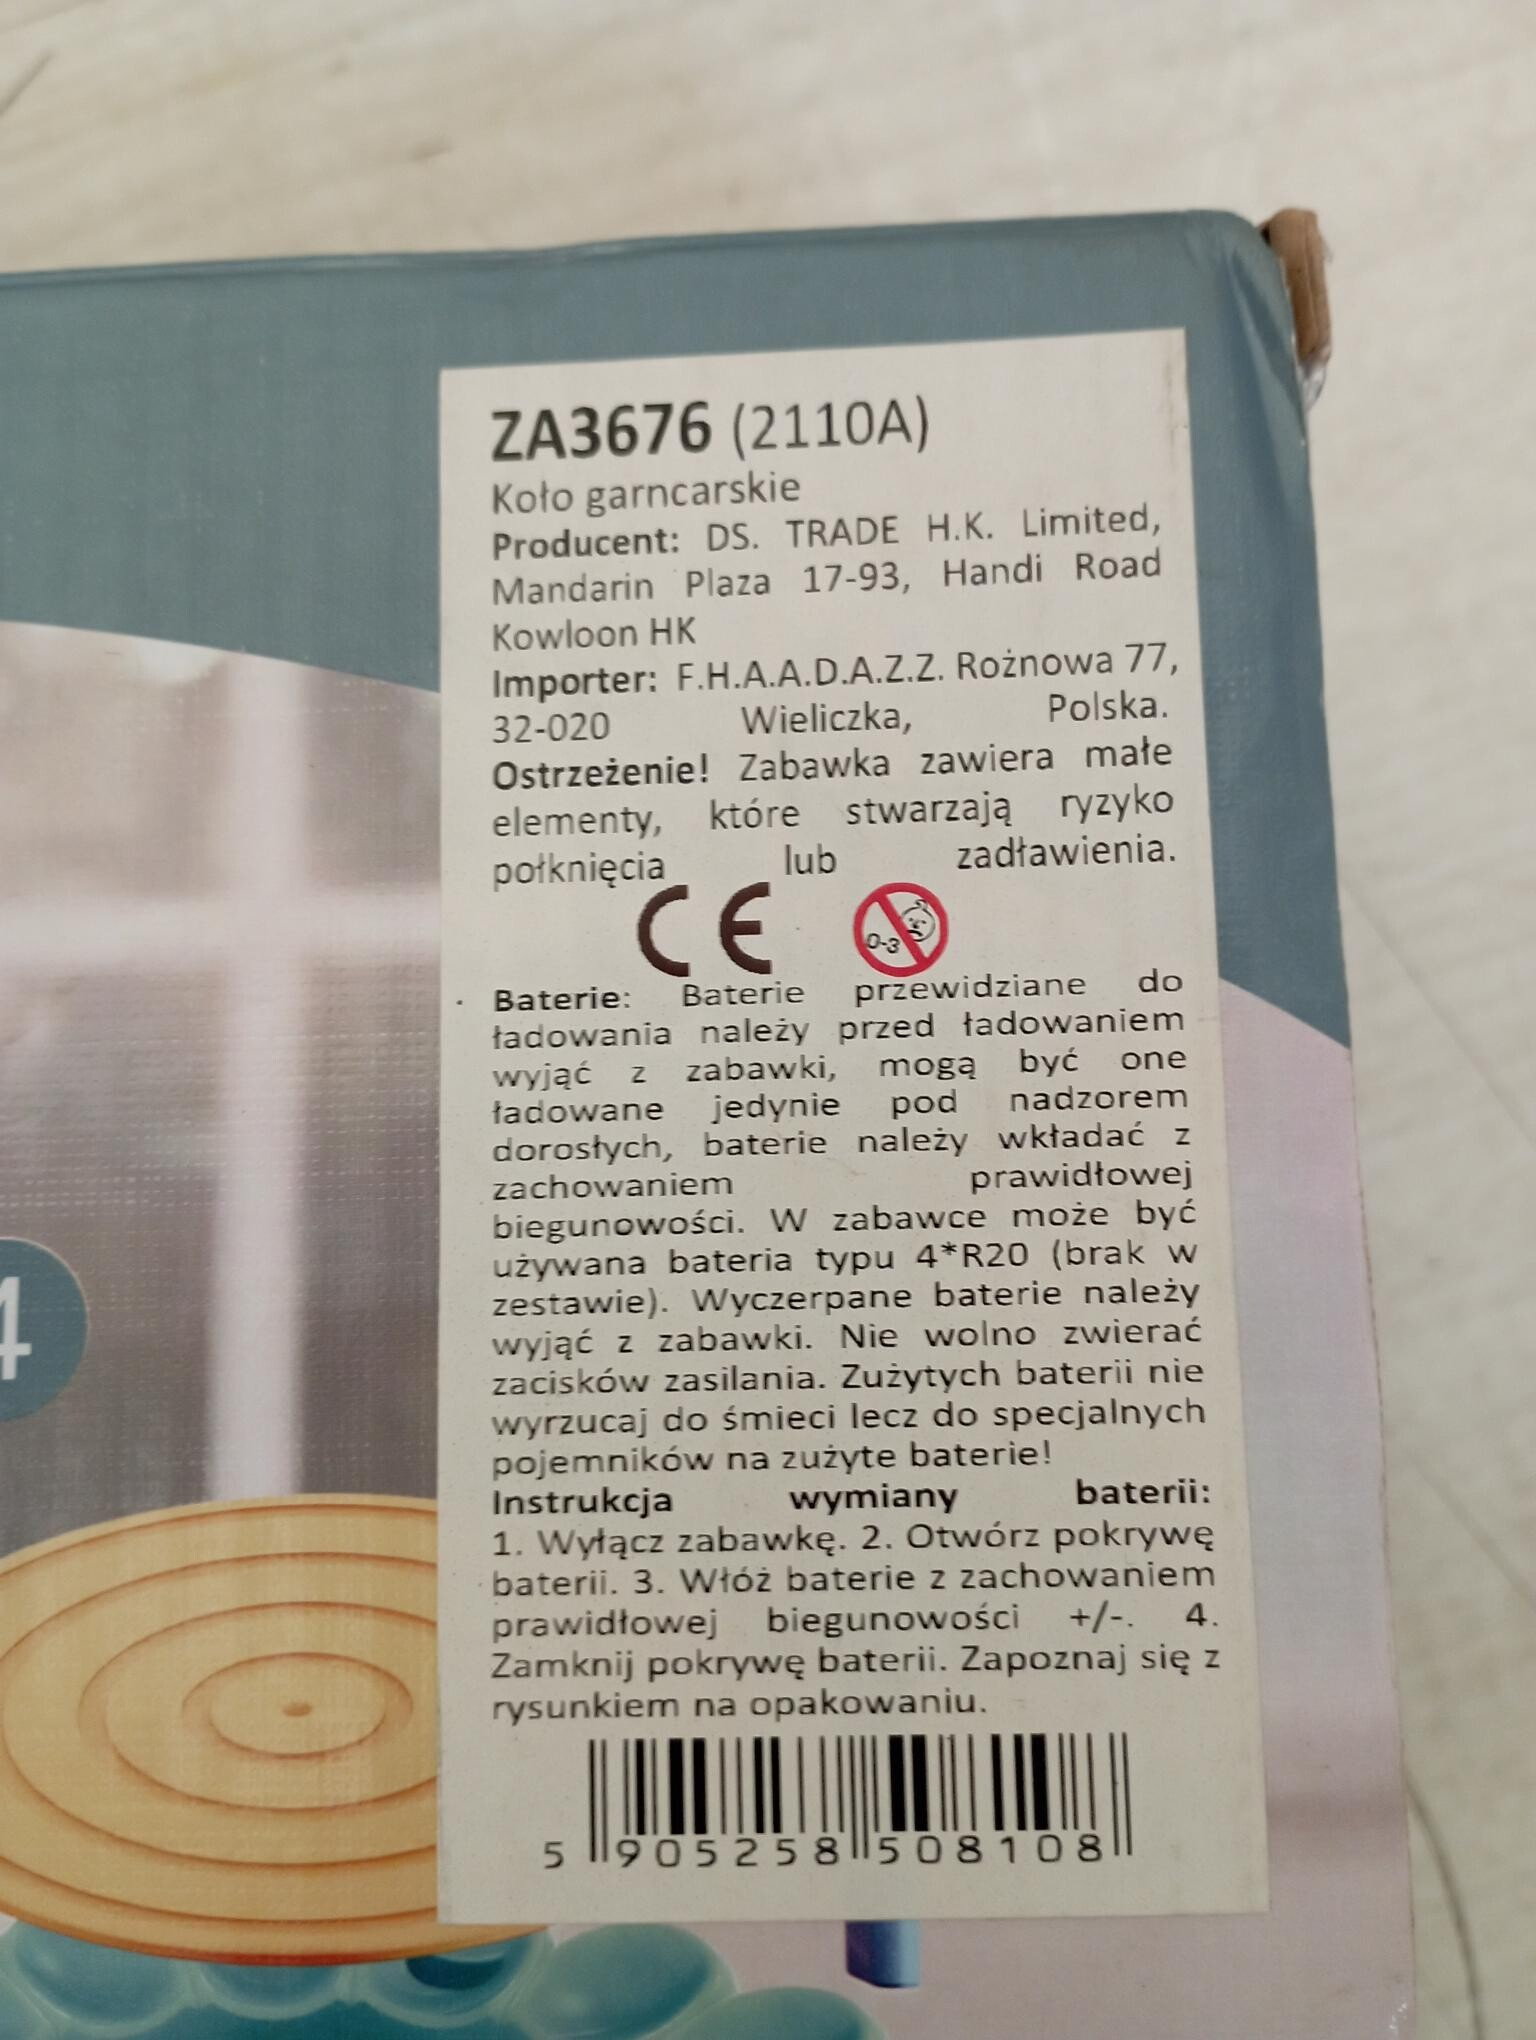 ZA3676 (2110A)
Koło garncarskie
Producent: DS. TRADE H.K. Limited,
Mandarin Plaza 17-93, Handi Road
Kowloon HK
Importer: F.H.A.A.D.A.Z.Z. Rożnowa 77,
32-020 Wieliczka, Polska.
Ostrzeżenie! Zabawka zawiera małe
elementy, które stwarzają ryzyko
połknięcia lub zadławienia.
CE 0-3
Baterie: Baterie przewidziane do
ładowania należy przed ładowaniem
wyjąć z zabawki, mogą być one
ładowane jedynie pod nadzorem
dorosłych, baterie należy wkładać z
zachowaniem prawidłowej
biegunowości. W zabawce może być
używana bateria typu 4*R20 (brak w
zestawie). Wyczerpane baterie należy
wyjąć z zabawki. Nie wolno zwierać
zacisków zasilania. Zużytych baterii nie
wyrzucaj do śmieci lecz do specjalnych
pojemników na zużyte baterie!
Instrukcja wymiany baterii:
1. Wyłącz zabawkę. 2. Otwórz pokrywę
baterii. 3. Włóż baterie z zachowaniem
prawidłowej biegunowości +/-. 4.
Zamknij pokrywę baterii. Zapoznaj się z
rysunkiem na opakowaniu.
5 905258 508108
4